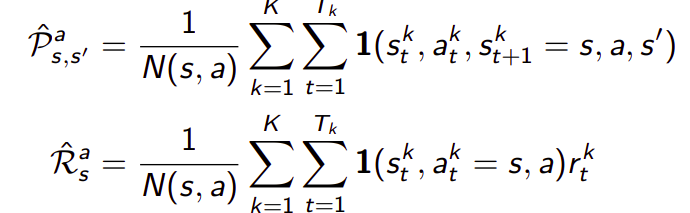 $\hat{\mathcal{P}}^a_{s,s'} = \frac{1}{N(s,a)} \sum_{k=1}^{K} \sum_{t=1}^{T_k} \mathbf{1}(s^k_t, a^k_t, s^k_{t+1} = s, a, s')$
$\hat{\mathcal{R}}^a_s = \frac{1}{N(s,a)} \sum_{k=1}^{K} \sum_{t=1}^{T_k} \mathbf{1}(s^k_t, a^k_t = s, a) r^k_t$